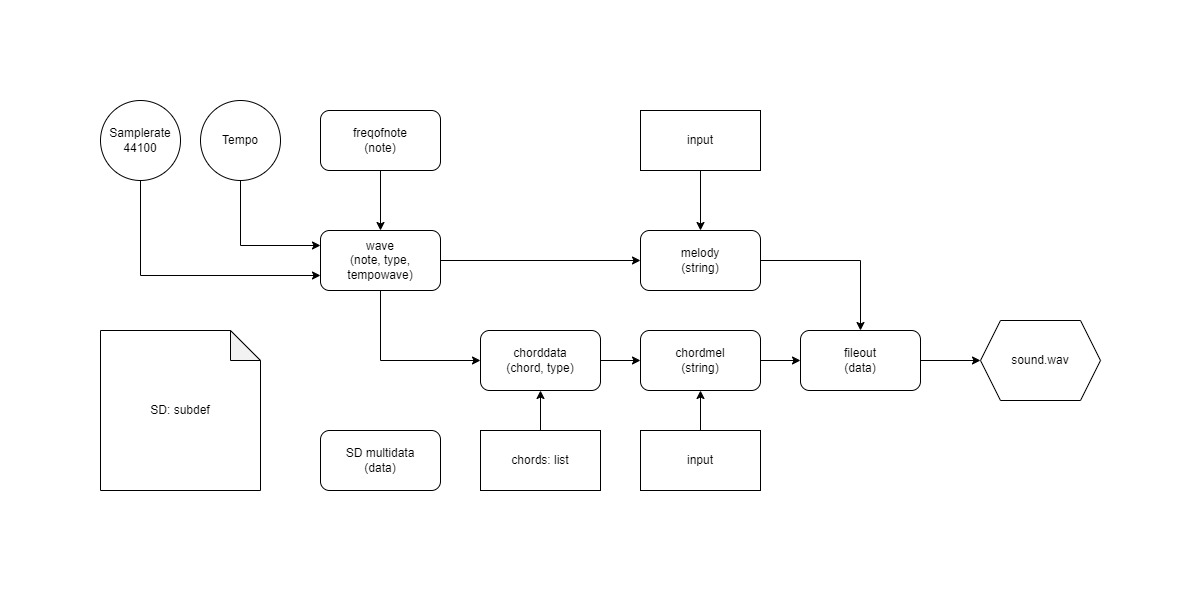 Samplerate
44100
Tempo
freqofnote
(note)
input
wave
(note, type,
tempowave)
melody
(string)
chorddata
(chord, type)
chordmel
(string)
fileout
(data)
sound.wav
SD: subdef
SD multidata
(data)
chords: list
input